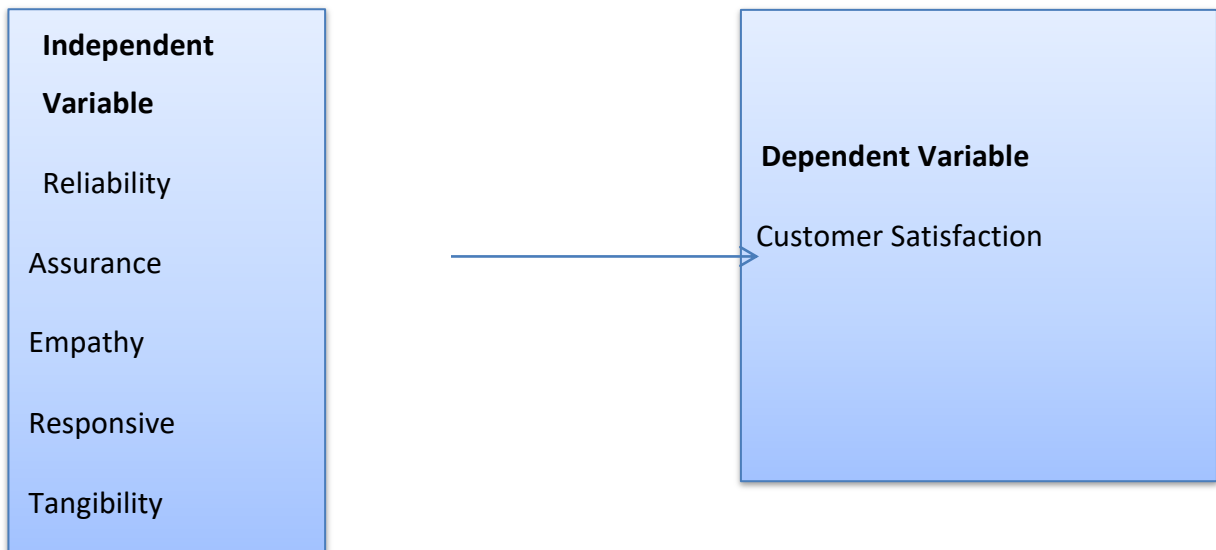 Independent
Variable
Reliability
Assurance
Empathy
Responsive
Tangibility
Dependent Variable
Customer Satisfaction